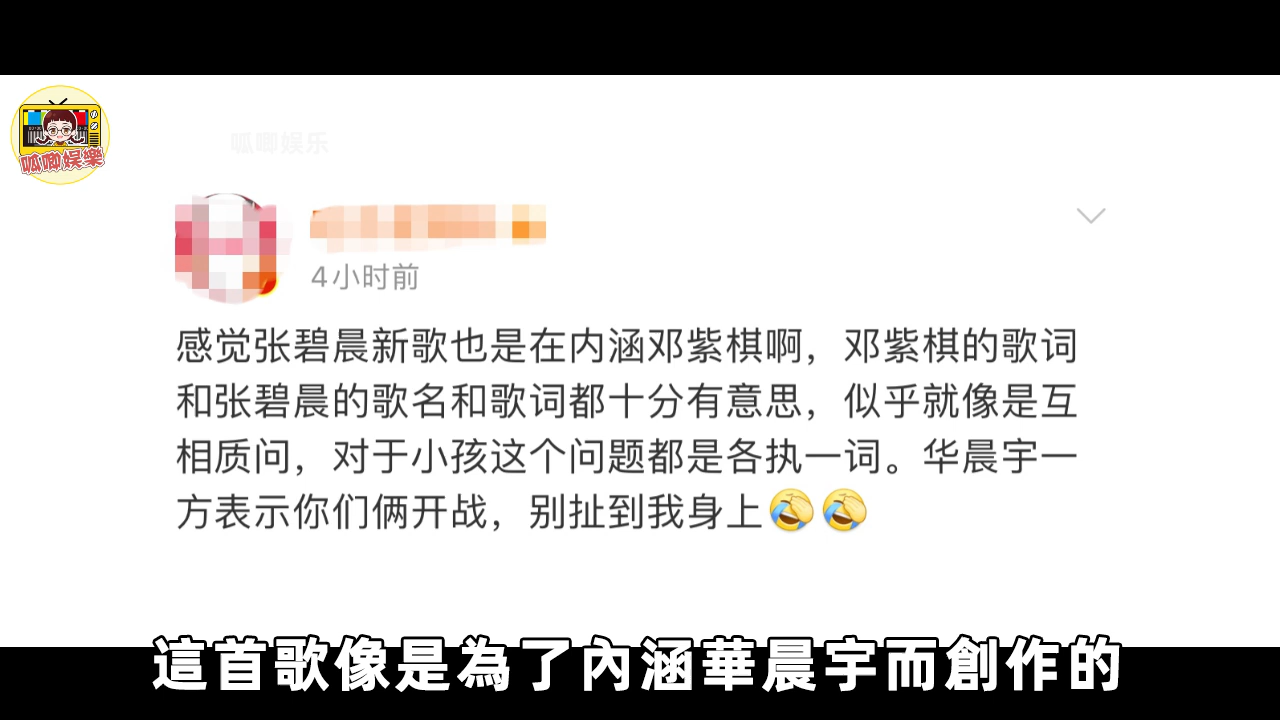 呱唧娱樂
呱唧娱乐
4小时前
感觉张碧晨新歌也是在内涵邓紫棋啊，邓紫棋的歌词
和张碧晨的歌名和歌词都十分有意思，似乎就像是互
相质问，对于小孩这个问题都是各执一词。华晨宇一
方表示你们俩开战，别扯到我身上🤣🤣
這首歌像是為了內涵華晨宇而創作的